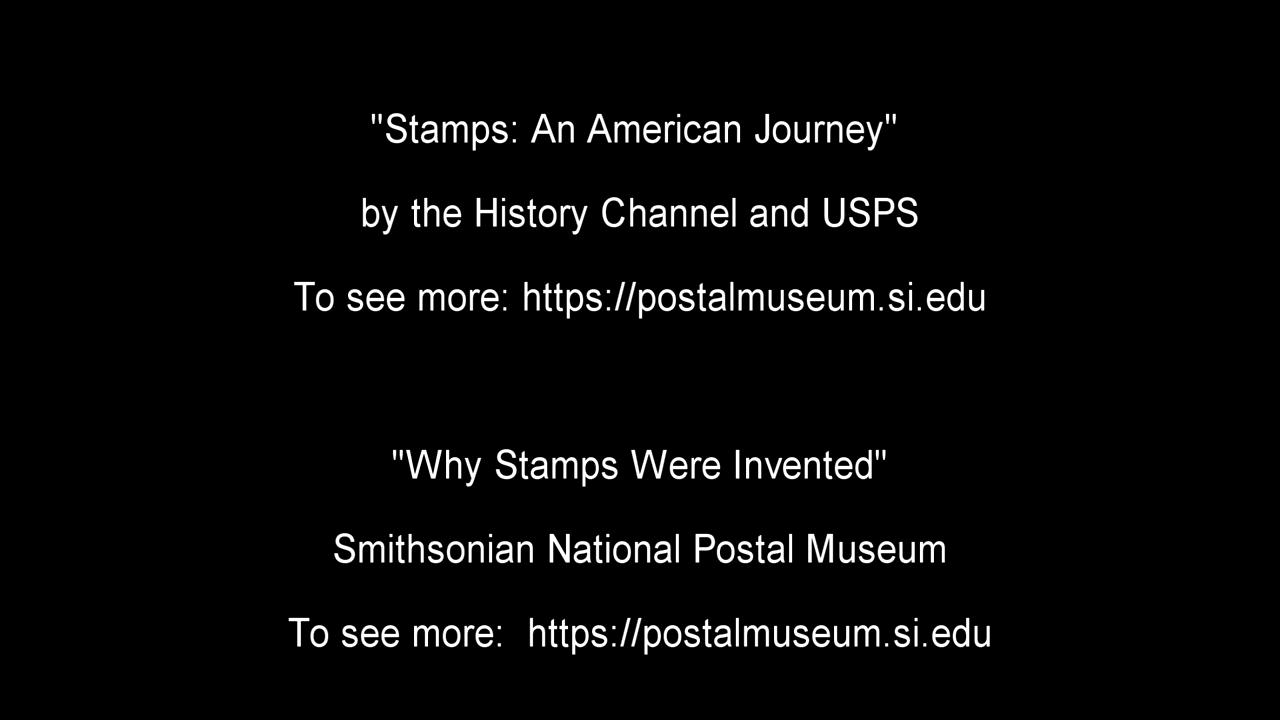 "Stamps: An American Journey"
by the History Channel and USPS
To see more: https://postalmuseum.si.edu
"Why Stamps Were Invented"
Smithsonian National Postal Museum
To see more:  https://postalmuseum.si.edu